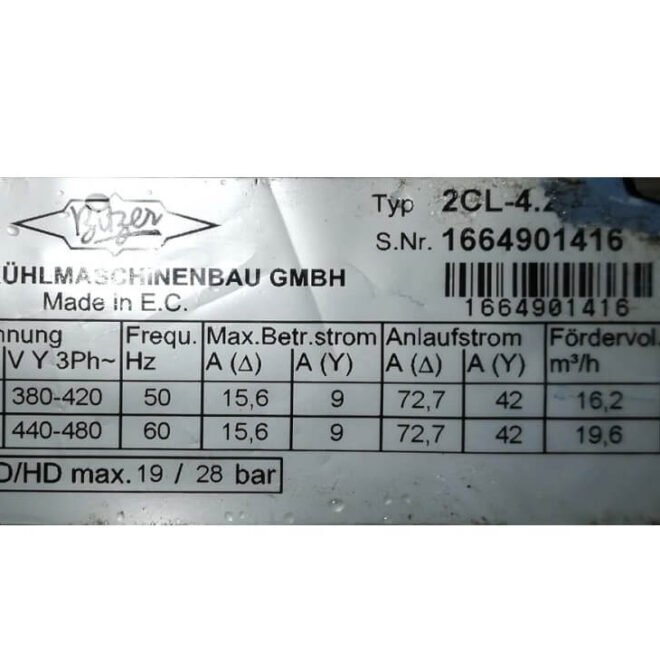 Bitzer
Typ 2CL-4.2
S.Nr. 1664901416
ÜHLMASCHINENBAU GMBH
Made in E.C.
1664901416
nnung Frequ. Max.Betr.strom Anlaufstrom Fördervol.
V Y 3Ph~ Hz A (Δ) A (Y) A (Δ) A (Y) m³/h
380-420 50 15,6 9 72,7 42 16,2
440-480 60 15,6 9 72,7 42 19,6
D/HD max. 19 / 28 bar